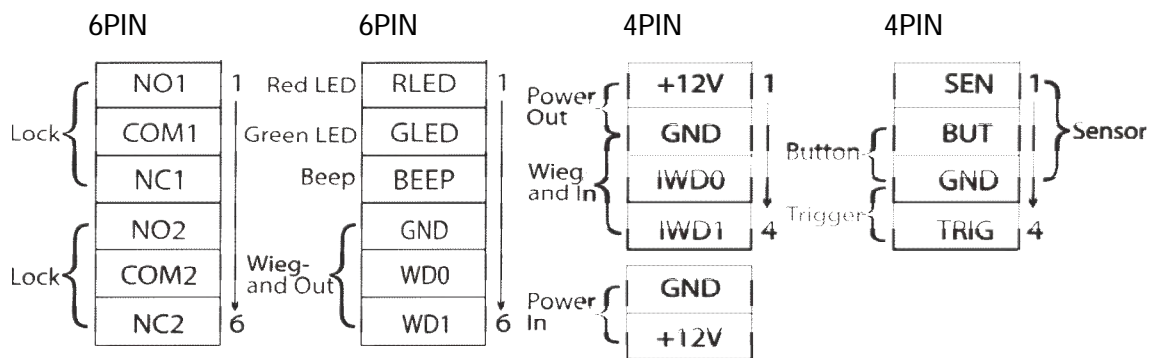 6PIN 6PIN 4PIN 4PIN
NO1 1 Red LED RLED 1 +12V 1 SEN 1
Power
Out
Lock COM1 Green LED GLED GND BUT Sensor
Button
NC1 Beep BEEP Wieg
and In IWD0 GND
NO2 GND IWD1 4 Trigger TRIG 4
Lock COM2 Wieg-
and Out WD0 GND
Power
In
NC2 6 WD1 6 +12V